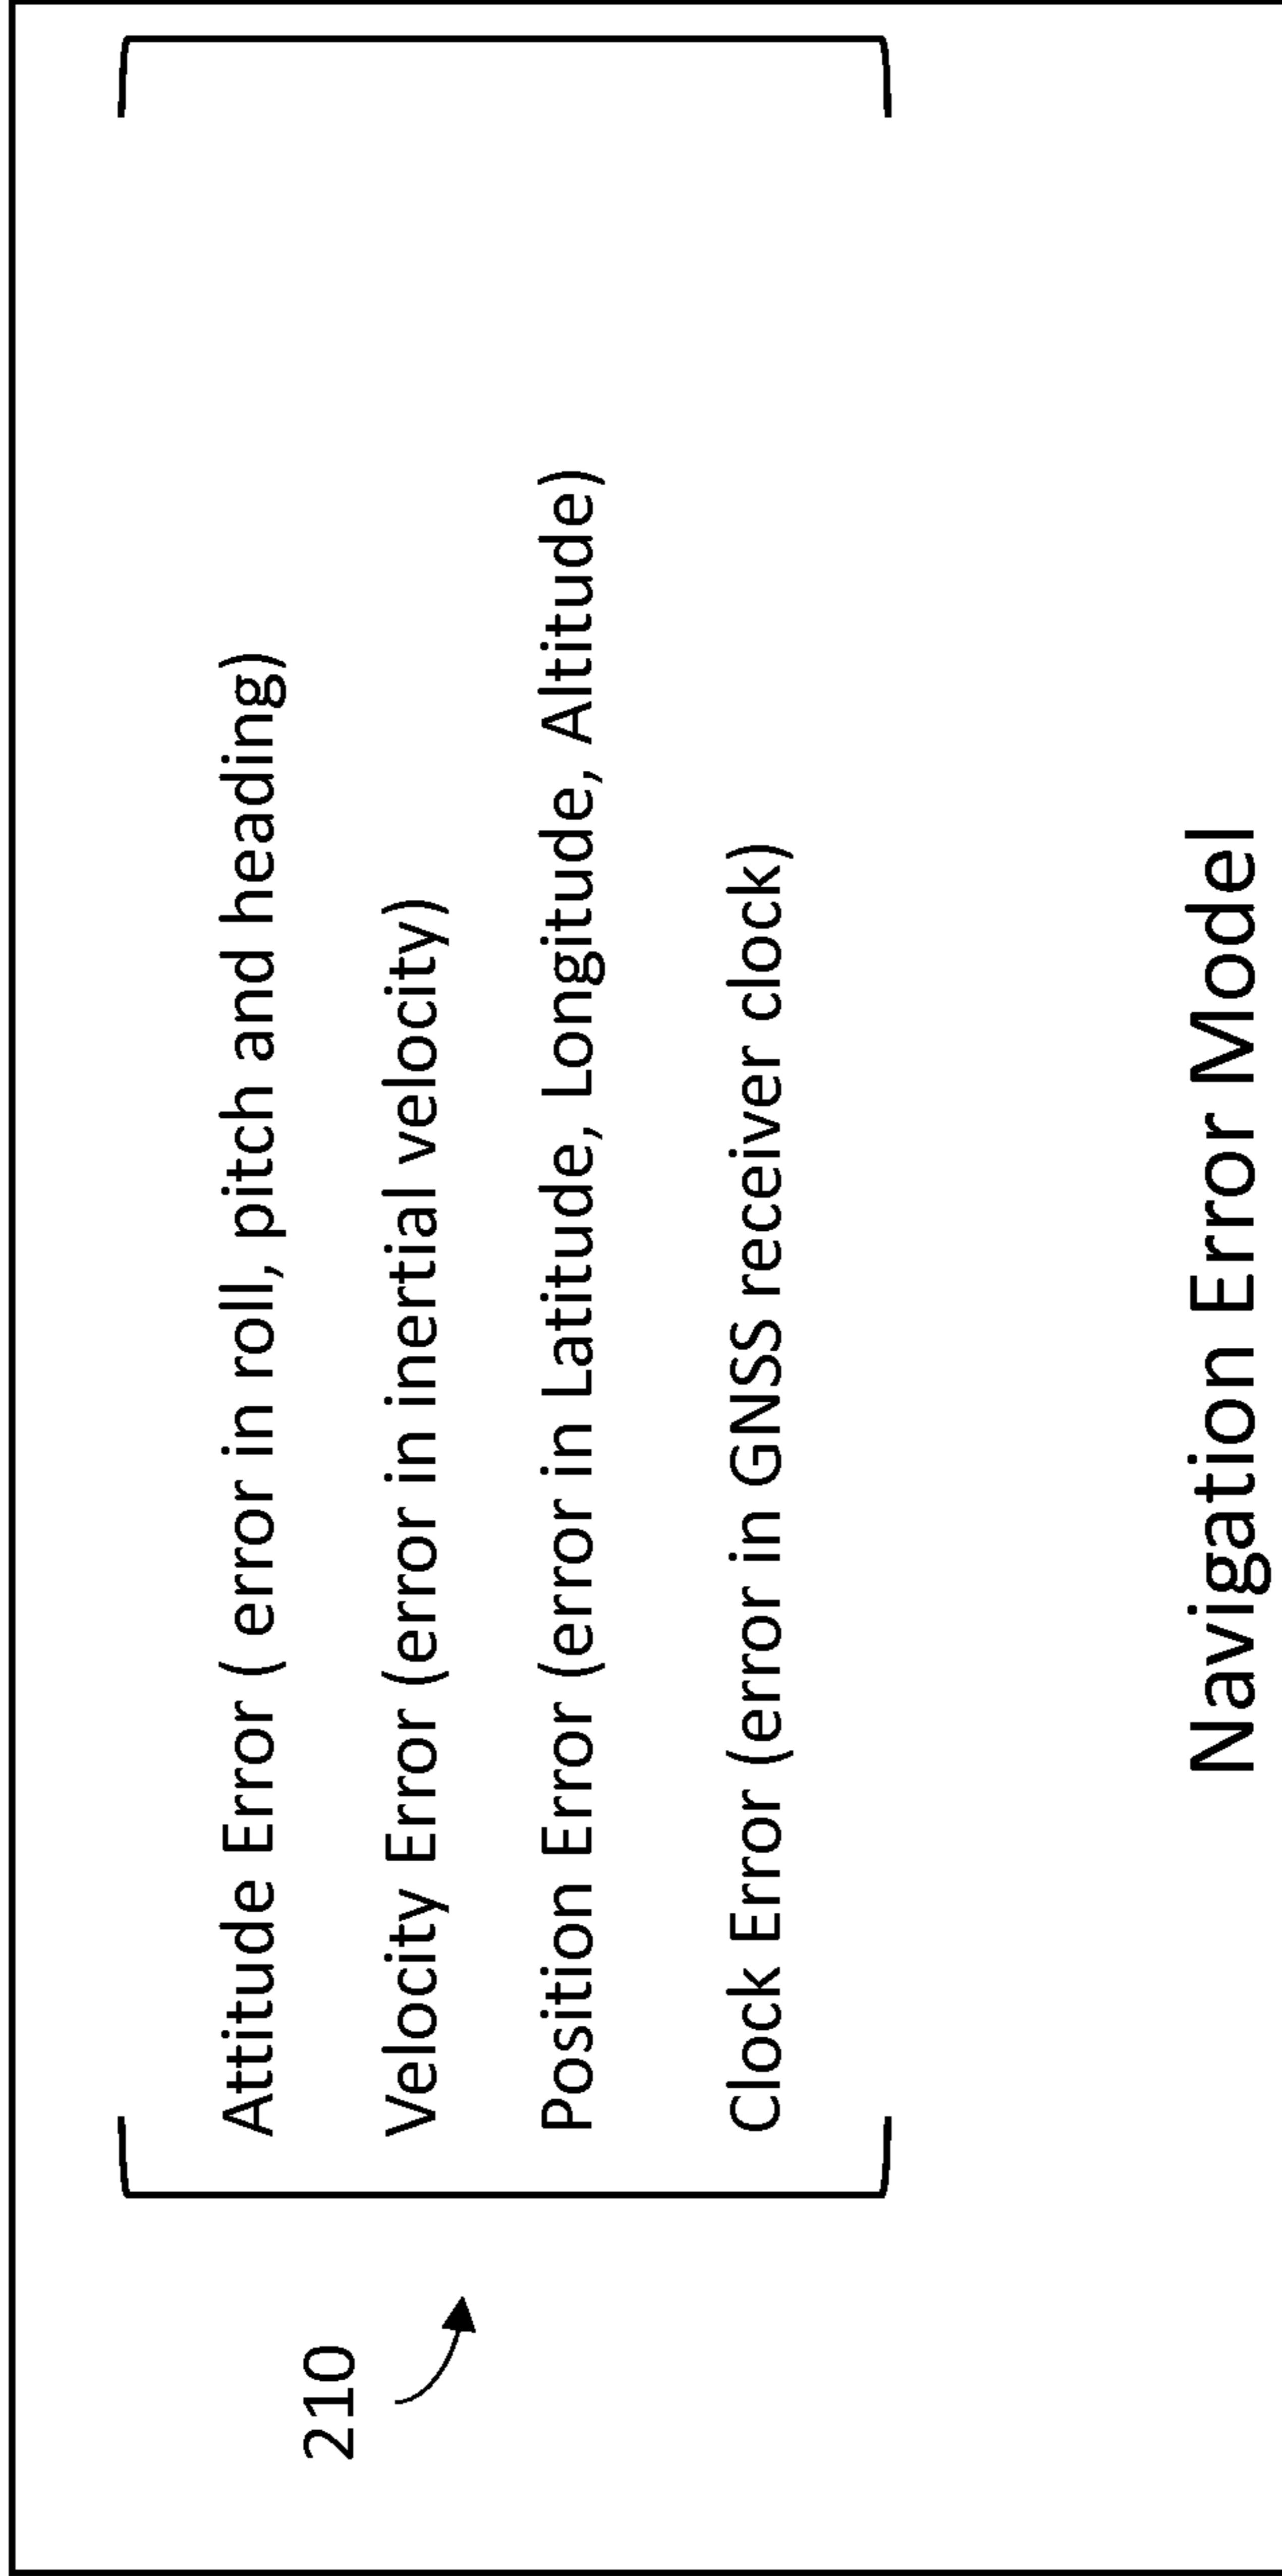 210
Attitude Error ( error in roll, pitch and heading)
Velocity Error (error in inertial velocity)
Position Error (error in Latitude, Longitude, Altitude)
Clock Error (error in GNSS receiver clock)
Navigation Error Model